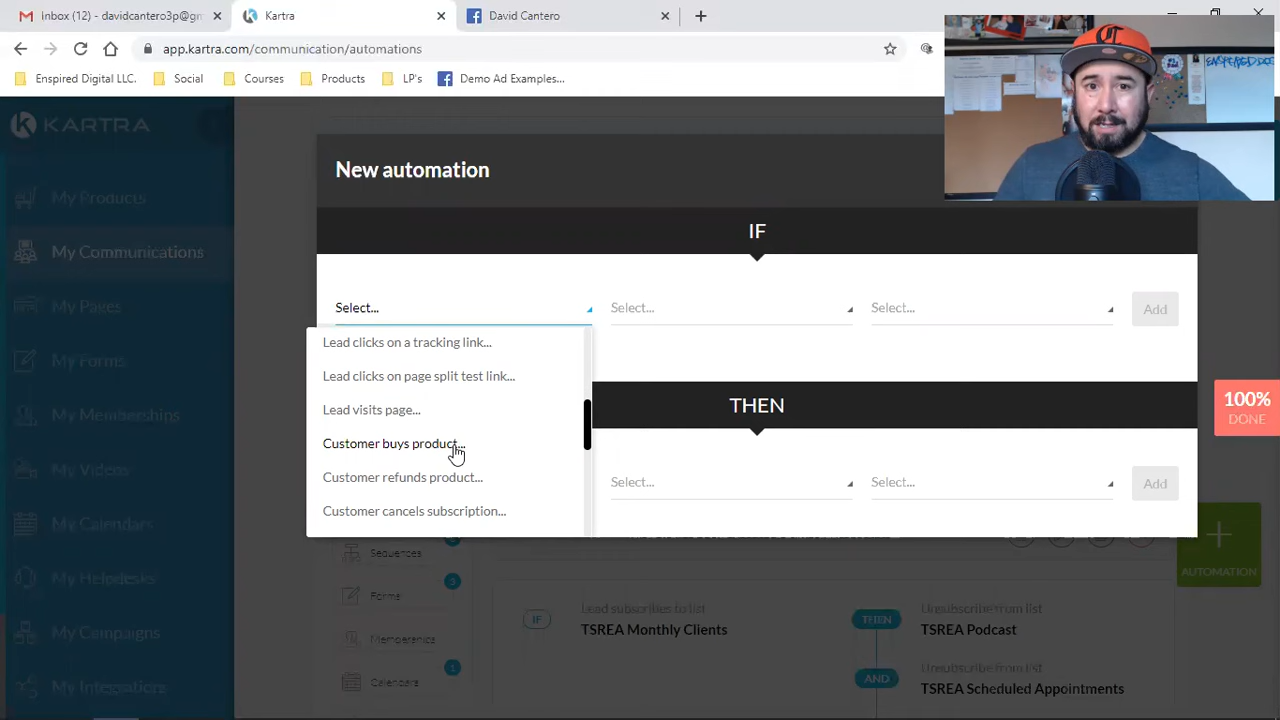 inbox (12) - davidcantero3p@gm
Kartra
David Cantero
app.kartra.com/communication/automations
Enspired Digital LLC.
Social
Courses
Products
LP's
Demo Ad Examples...
KARTRA
My Products
My Communications
My Pages
My Forms
My Memberships
My Videos
My Calendars
My Helpdesks
My Campaigns
My Integrations
New automation
IF
Select...
Select...
Select...
Add
Lead clicks on a tracking link...
Lead clicks on page split test link...
Lead visits page...
Customer buys product...
Customer refunds product...
Customer cancels subscription...
THEN
Select...
Select...
Add
100%
DONE
AUTOMATION
Sequences
Forms
5
Memberships
Calendars
1
IF
Lead subscribes to list
TSREA Monthly Clients
THEN
Unsubscribe from list
TSREA Podcast
AND
Unsubscribe from list
TSREA Scheduled Appointments